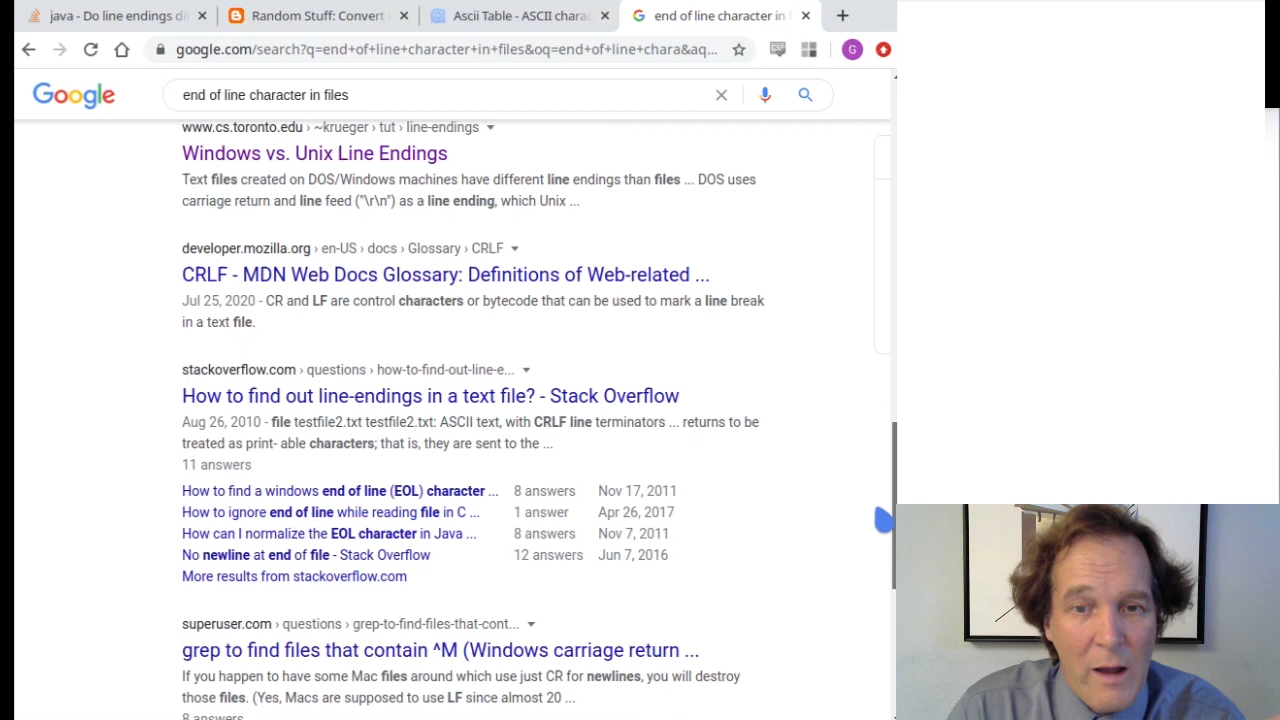 java - Do line endings di
Random Stuff: Convert
Ascii Table - ASCII charac
end of line character in f
google.com/search?q=end+of+line+character+in+files&oq=end+of+line+chara&aq...
G
Google
end of line character in files
www.cs.toronto.edu › ~krueger › tut › line-endings
Windows vs. Unix Line Endings
Text files created on DOS/Windows machines have different line endings than files ... DOS uses
carriage return and line feed ("\r\n") as a line ending, which Unix ...
developer.mozilla.org › en-US › docs › Glossary › CRLF
CRLF - MDN Web Docs Glossary: Definitions of Web-related ...
Jul 25, 2020 - CR and LF are control characters or bytecode that can be used to mark a line break
in a text file.
stackoverflow.com › questions › how-to-find-out-line-e...
How to find out line-endings in a text file? - Stack Overflow
Aug 26, 2010 - file testfile2.txt testfile2.txt: ASCII text, with CRLF line terminators ... returns to be
treated as print- able characters; that is, they are sent to the ...
11 answers
How to find a windows end of line (EOL) character ... 8 answers Nov 17, 2011
How to ignore end of line while reading file in C ... 1 answer Apr 26, 2017
How can I normalize the EOL character in Java ... 8 answers Nov 7, 2011
No newline at end of file - Stack Overflow 12 answers Jun 7, 2016
More results from stackoverflow.com
superuser.com › questions › grep-to-find-files-that-cont...
grep to find files that contain ^M (Windows carriage return ...
If you happen to have some Mac files around which use just CR for newlines, you will destroy
those files. (Yes, Macs are supposed to use LF since almost 20 ...
8 answers